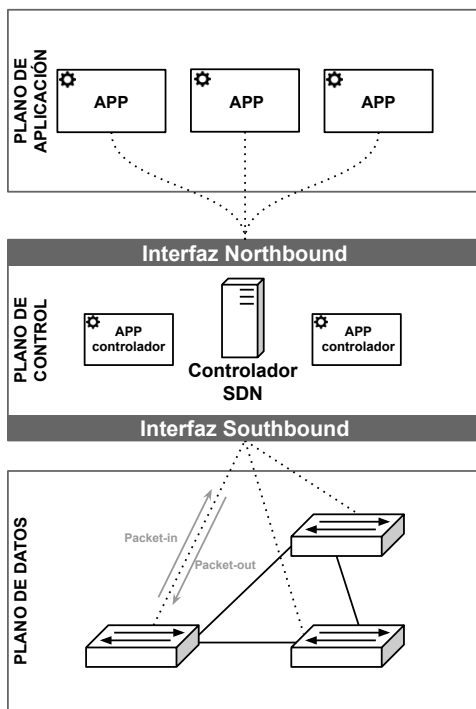 PLANO DE
APLICACIÓN
APP
APP
APP
Interfaz Northbound
PLANO DE
CONTROL
APP
controlador
Controlador
SDN
APP
controlador
Interfaz Southbound
PLANO DE DATOS
Packet-in
Packet-out